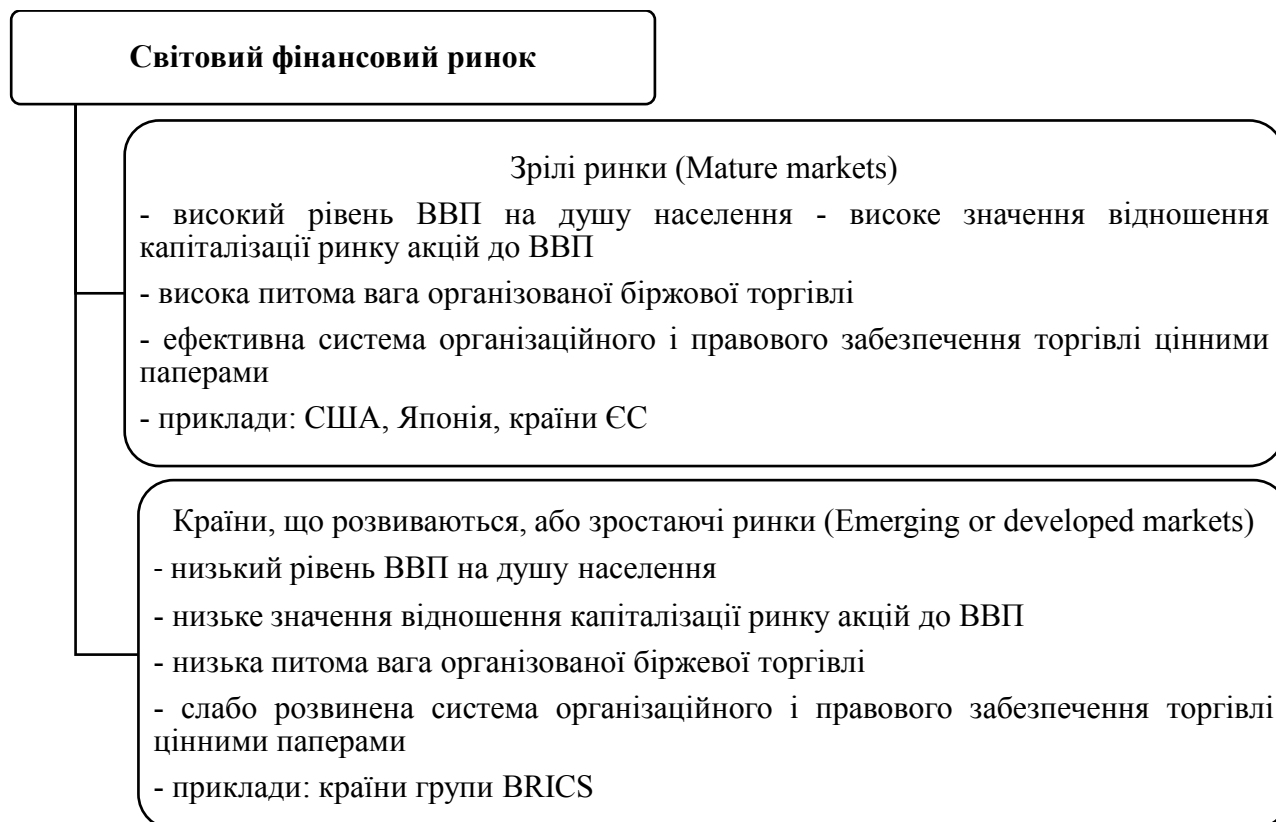 Світовий фінансовий ринок
Зрілі ринки (Mature markets)
- високий рівень ВВП на душу населення - високе значення відношення
капіталізації ринку акцій до ВВП
- висока питома вага організованої біржової торгівлі
- ефективна система організаційного і правового забезпечення торгівлі цінними
паперами
- приклади: США, Японія, країни ЄС
Країни, що розвиваються, або зростаючі ринки (Emerging or developed markets)
- низький рівень ВВП на душу населення
- низьке значення відношення капіталізації ринку акцій до ВВП
- низька питома вага організованої біржевої торгівлі
- слабо розвинена система організаційного і правового забезпечення торгівлі
цінними паперами
- приклади: країни групи BRICS